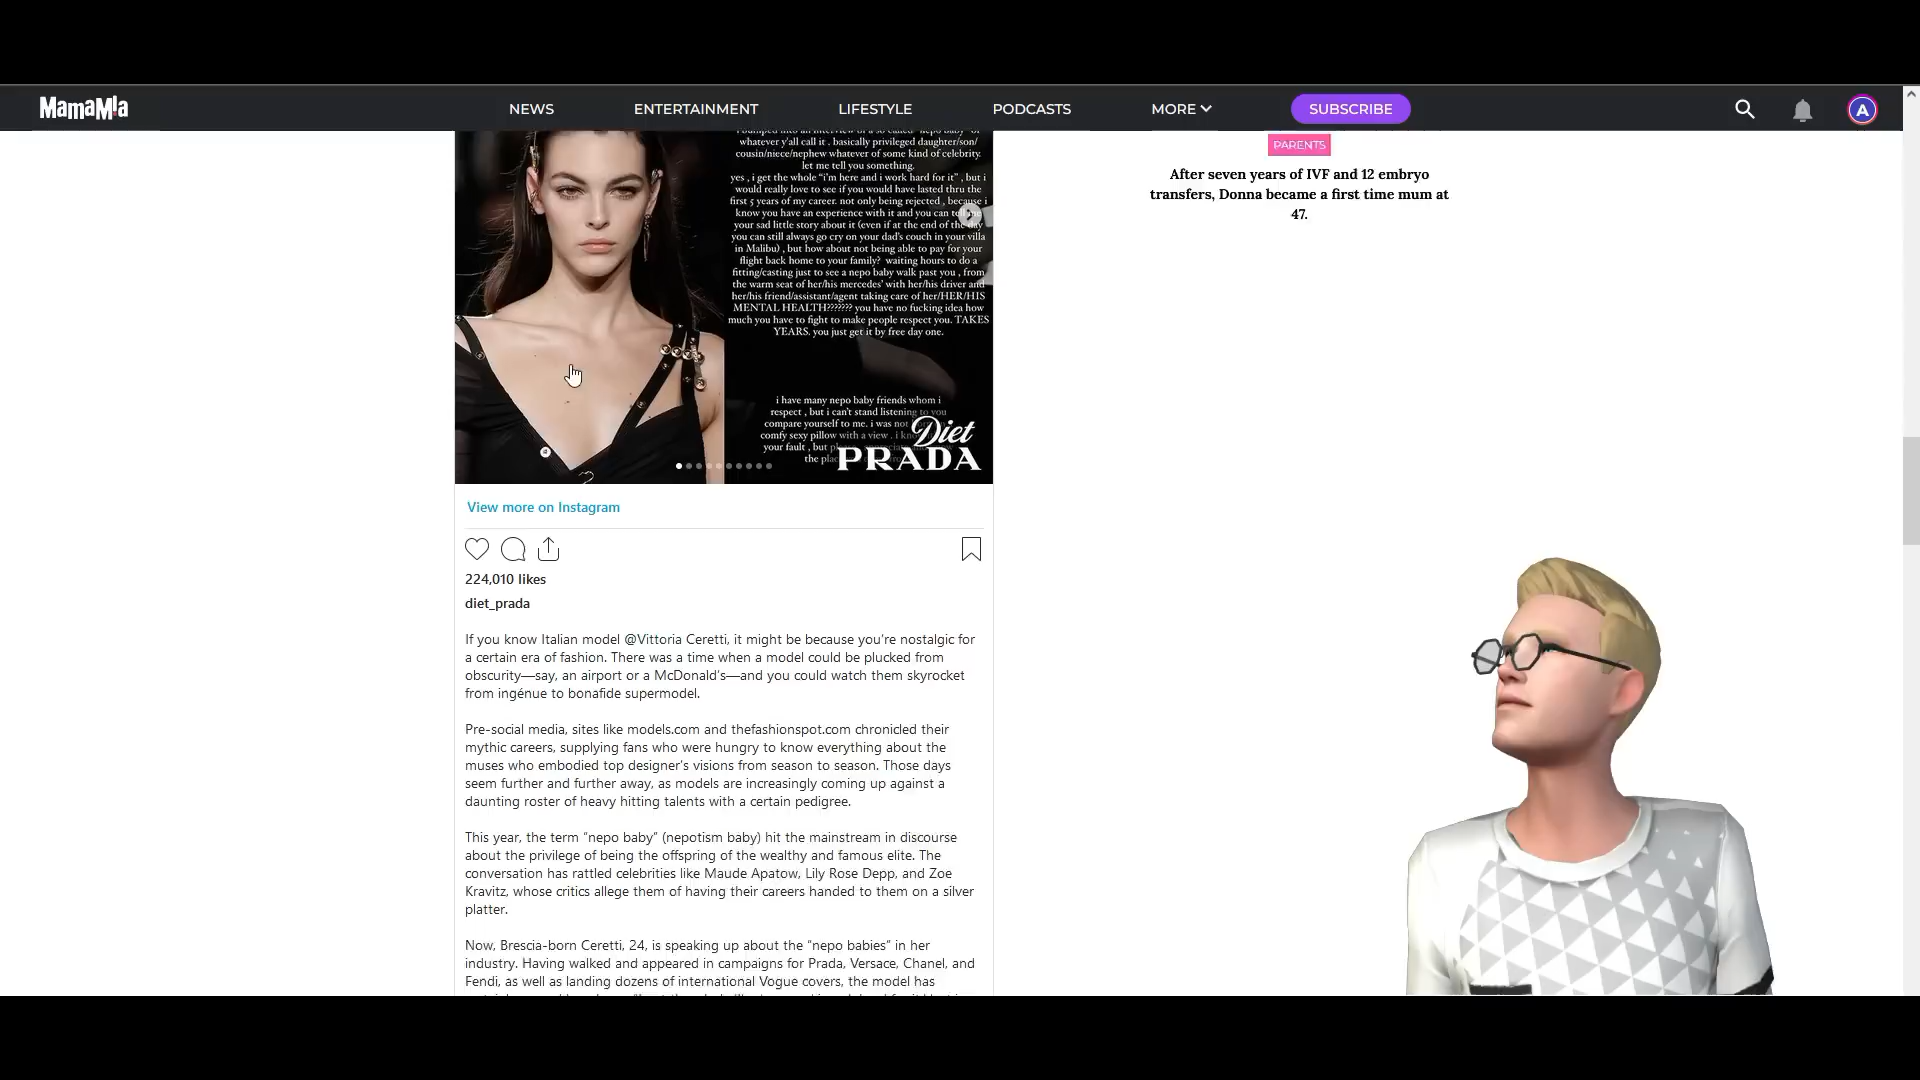 MamaMia
NEWS
ENTERTAINMENT
LIFESTYLE
PODCASTS
MORE
SUBSCRIBE
A
whatever y'all call it . basically privileged daughter/son/
cousin/niece/nephew whatever of some kind of celebrity.
let me tell you something.
yes , i get the whole "i'm here and i work hard for it" , but i
would really love to see if you would have lasted thru the
first 5 years of my career. not only being rejected , because i
know you have an experience with it and you can tell me
your sad little story about it (even if at the end of the day
you can still always go cry on your dad's couch in your villa
in Malibu) , but how about not being able to pay for your
flight back home to your family? waiting hours to do a
fitting/casting just to see a nepo baby walk past you , from
the warm seat of her/his mercedes' with her/his driver and
her/his friend/assistant/agent taking care of her/HER/HIS
MENTAL HEALTH??????? you have no fucking idea how
much you have to fight to make people respect you. TAKES
YEARS. you just get it by free day one.
i have many nepo baby friends whom i
respect , but i can't stand listening to you
compare yourself to me. i was not
comfy sexy pillow with a view . i
your fault , but
the
Diet
PRADA
View more on Instagram
224,010 likes
diet_prada
If you know Italian model @Vittoria Ceretti, it might be because you're nostalgic for
a certain era of fashion. There was a time when a model could be plucked from
obscurity—say, an airport or a McDonald's—and you could watch them skyrocket
from ingénue to bonafide supermodel.
Pre-social media, sites like models.com and thefashionspot.com chronicled their
mythic careers, supplying fans who were hungry to know everything about the
muses who embodied top designer's visions from season to season. Those days
seem further and further away, as models are increasingly coming up against a
daunting roster of heavy hitting talents with a certain pedigree.
This year, the term "nepo baby" (nepotism baby) hit the mainstream in discourse
about the privilege of being the offspring of the wealthy and famous elite. The
conversation has rattled celebrities like Maude Apatow, Lily Rose Depp, and Zoe
Kravitz, whose critics allege them of having their careers handed to them on a silver
platter.
Now, Brescia-born Ceretti, 24, is speaking up about the "nepo babies" in her
industry. Having walked and appeared in campaigns for Prada, Versace, Chanel, and
Fendi, as well as landing dozens of international Vogue covers, the model has
PARENTS
After seven years of IVF and 12 embryo
transfers, Donna became a first time mum at
47.